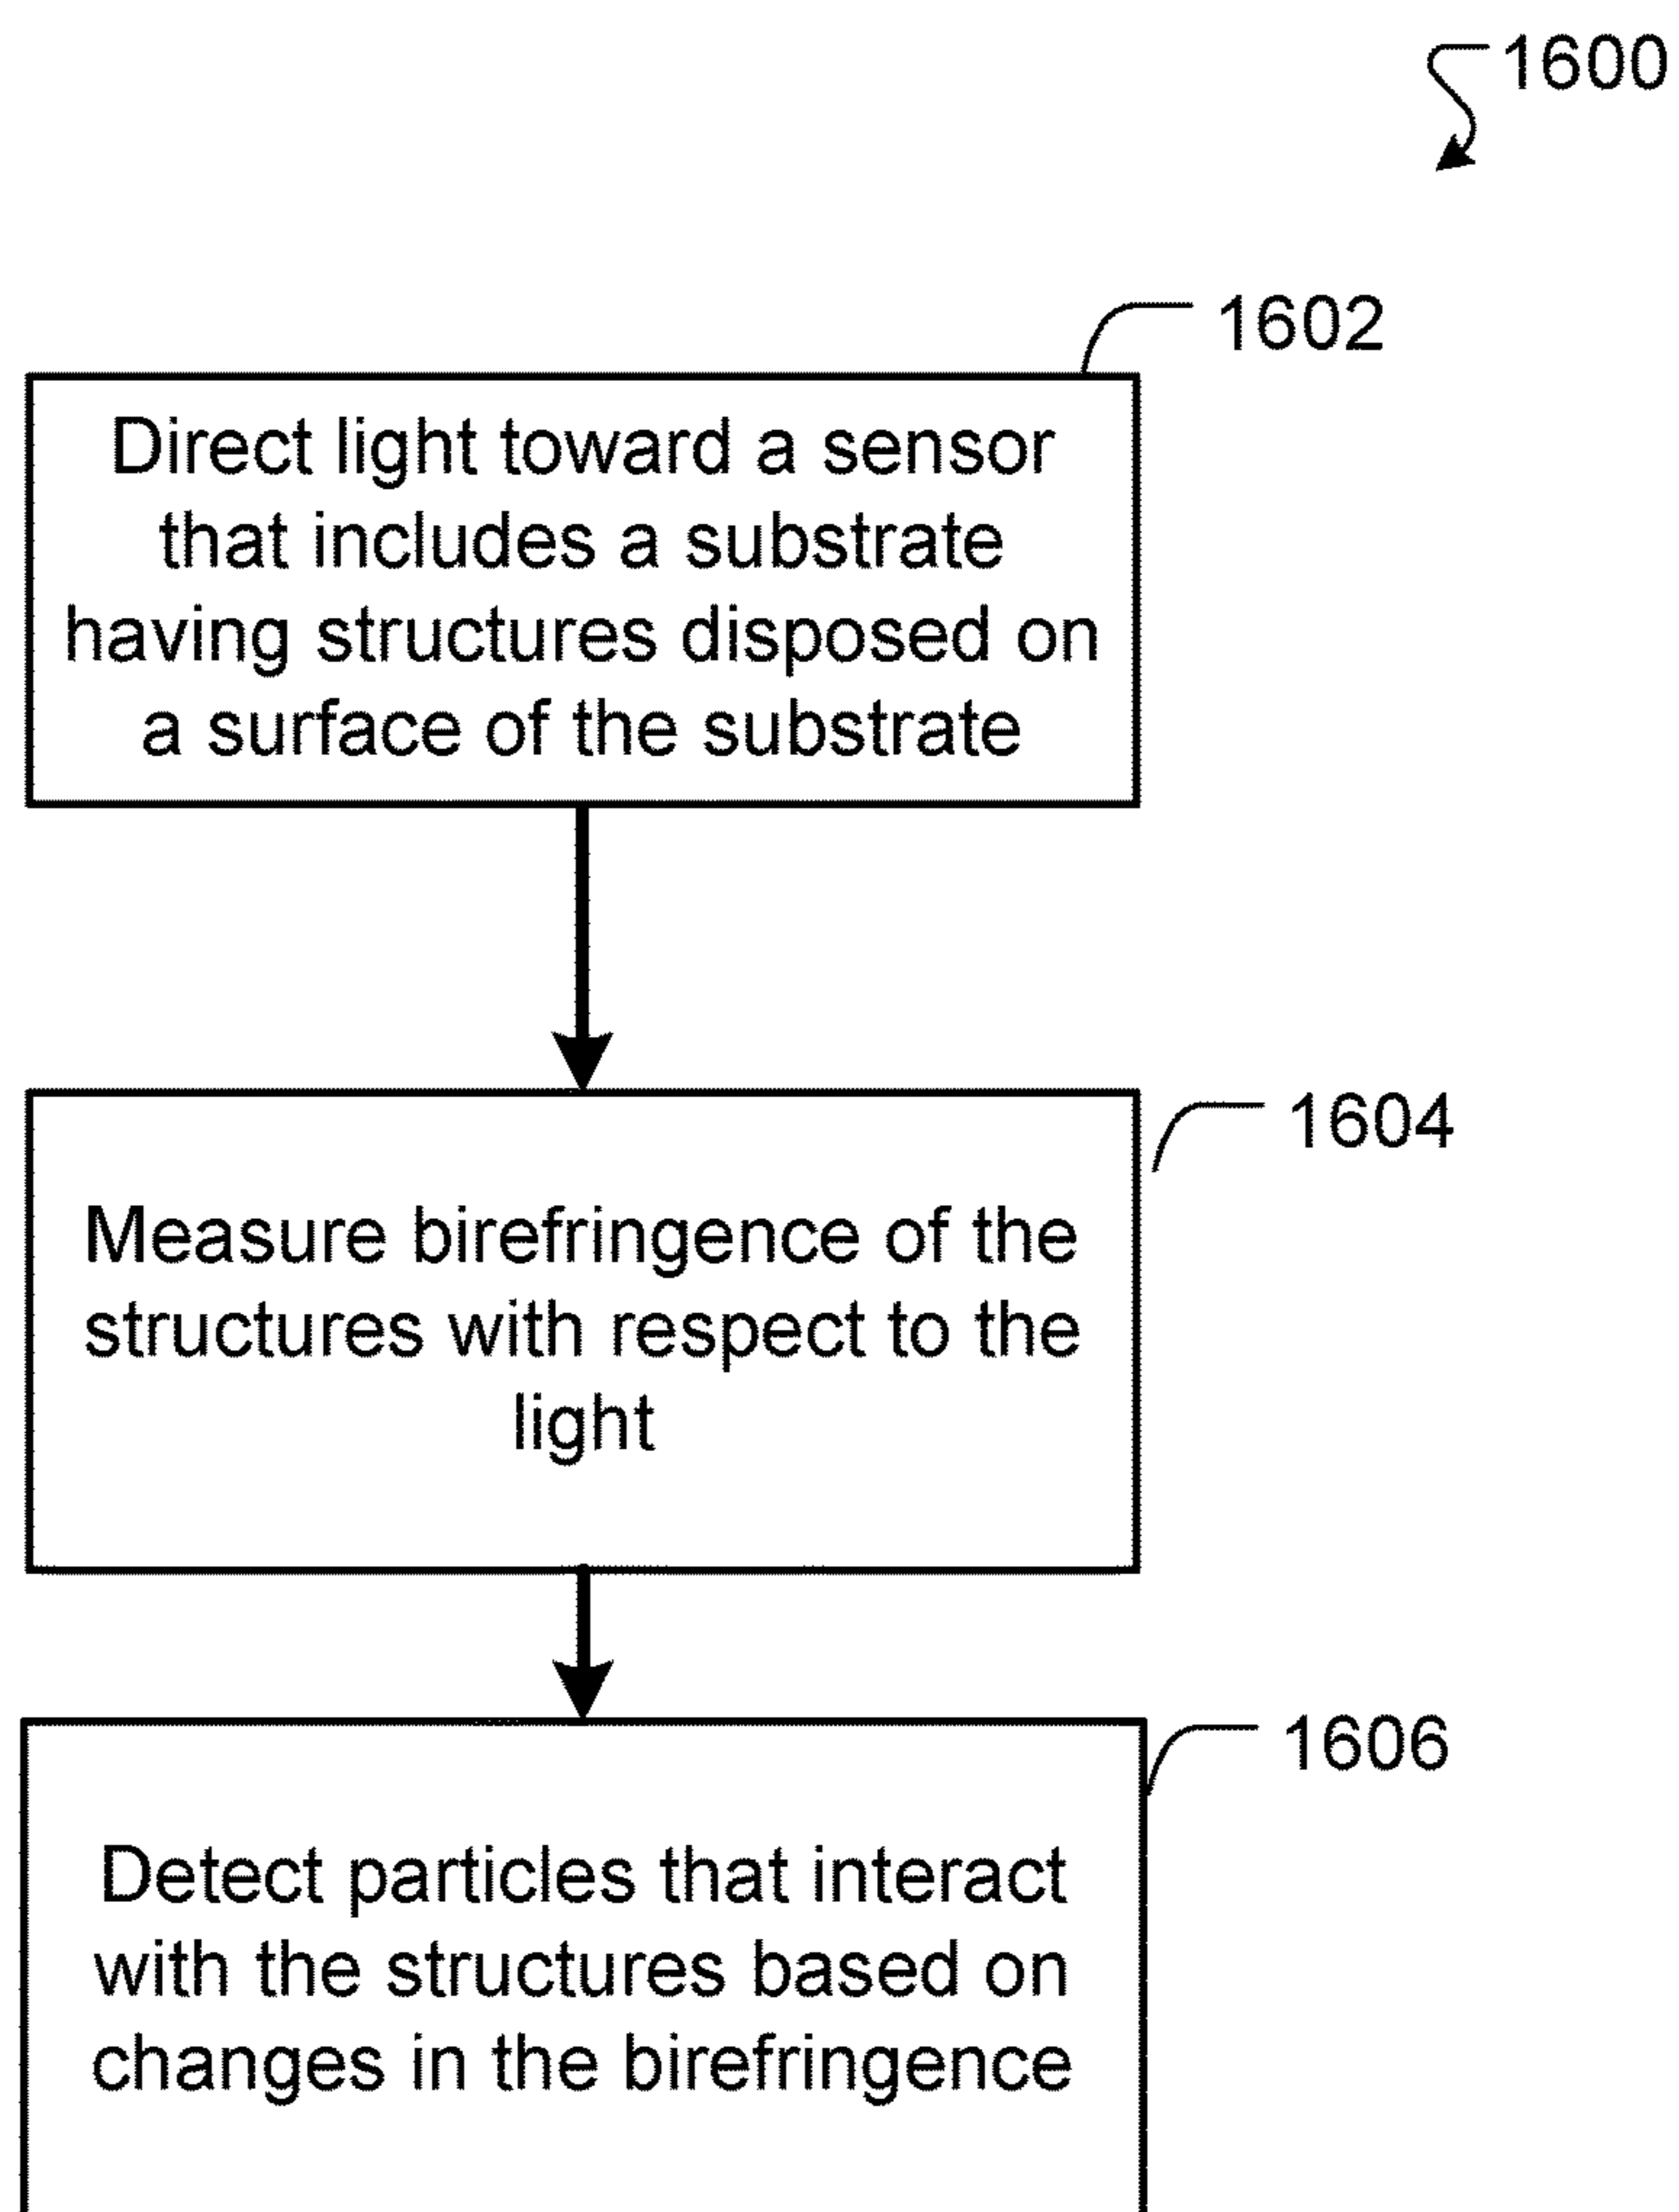 1600
1602
Direct light toward a sensor
that includes a substrate
having structures disposed on
a surface of the substrate
1604
Measure birefringence of the
structures with respect to the
light
1606
Detect particles that interact
with the structures based on
changes in the birefringence